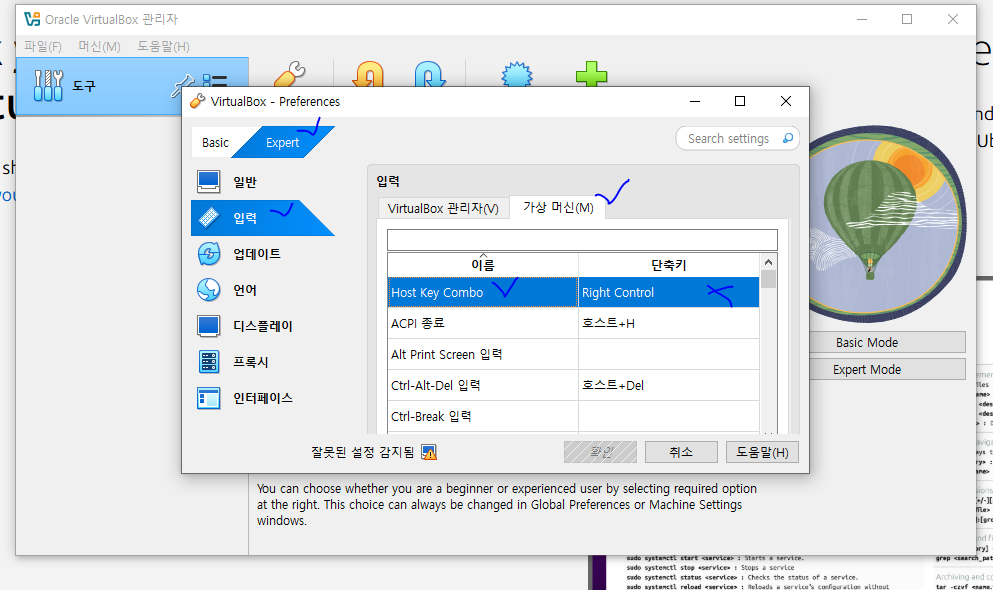 Oracle VirtualBox 관리자
파일(F) 머신(M) 도움말(H)
도구
VirtualBox - Preferences
Basic Expert
Search settings
일반
입력
업데이트
언어
디스플레이
프록시
인터페이스
입력
VirtualBox 관리자(V) 가상 머신(M)
이름 단축키
Host Key Combo Right Control
ACPI 종료 호스트+H
Alt Print Screen 입력
Ctrl-Alt-Del 입력 호스트+Del
Ctrl-Break 입력
잘못된 설정 감지됨 확인 취소 도움말(H)
Basic Mode
Expert Mode
You can choose whether you are a beginner or experienced user by selecting required option
at the right. This choice can always be changed in Global Preferences or Machine Settings
windows.
sudo systemctl start <service> : Starts a service.
sudo systemctl stop <service> : Stops a service
sudo systemctl status <service> : Checks the status of a service.
sudo systemctl reload <service> : Reloads a service's configuration without
grep <search_pat
Archiving and co
tar -czvf <name.